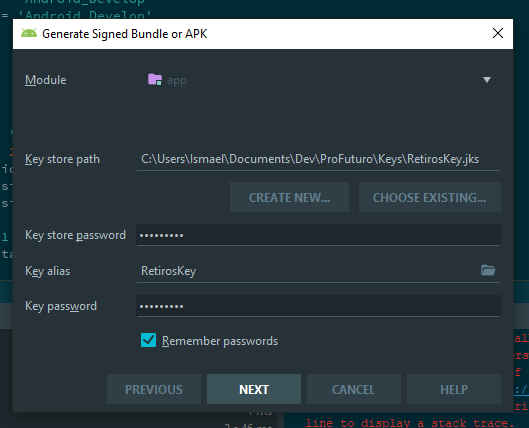 'Android_Develop'
= 'Android_Develop'
Generate Signed Bundle or APK
Module
app
Key store path
C:\Users\Ismael\Documents\Dev\ProFuturo\Keys\RetirosKey.jks
CREATE NEW...
CHOOSE EXISTING...
Key store password
•••••••••
Key alias
RetirosKey
Key password
•••••••••
Remember passwords
PREVIOUS
NEXT
CANCEL
HELP
line to display a stack trace.